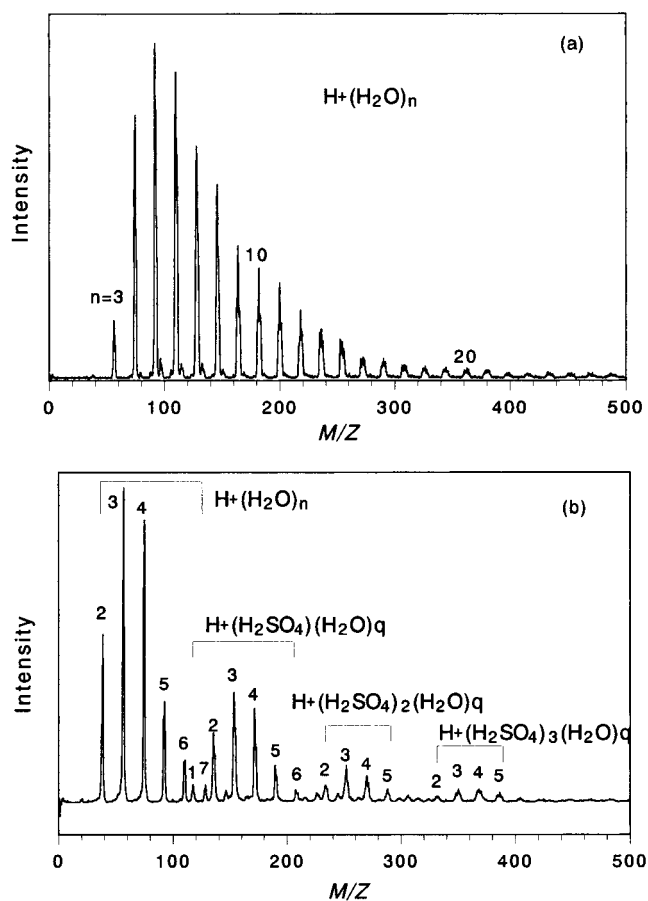 (a)
H+(H2O)n
Intensity
n=3
10
20
0 100 200 300 400 500
M/Z
(b)
3
H+(H2O)n
4
2
H+(H2SO4)(H2O)q
5
6
1
7
2
3
4
5
6
H+(H2SO4)2(H2O)q
2
3
4
5
H+(H2SO4)3(H2O)q
2
3
4
5
Intensity
0 100 200 300 400 500
M/Z